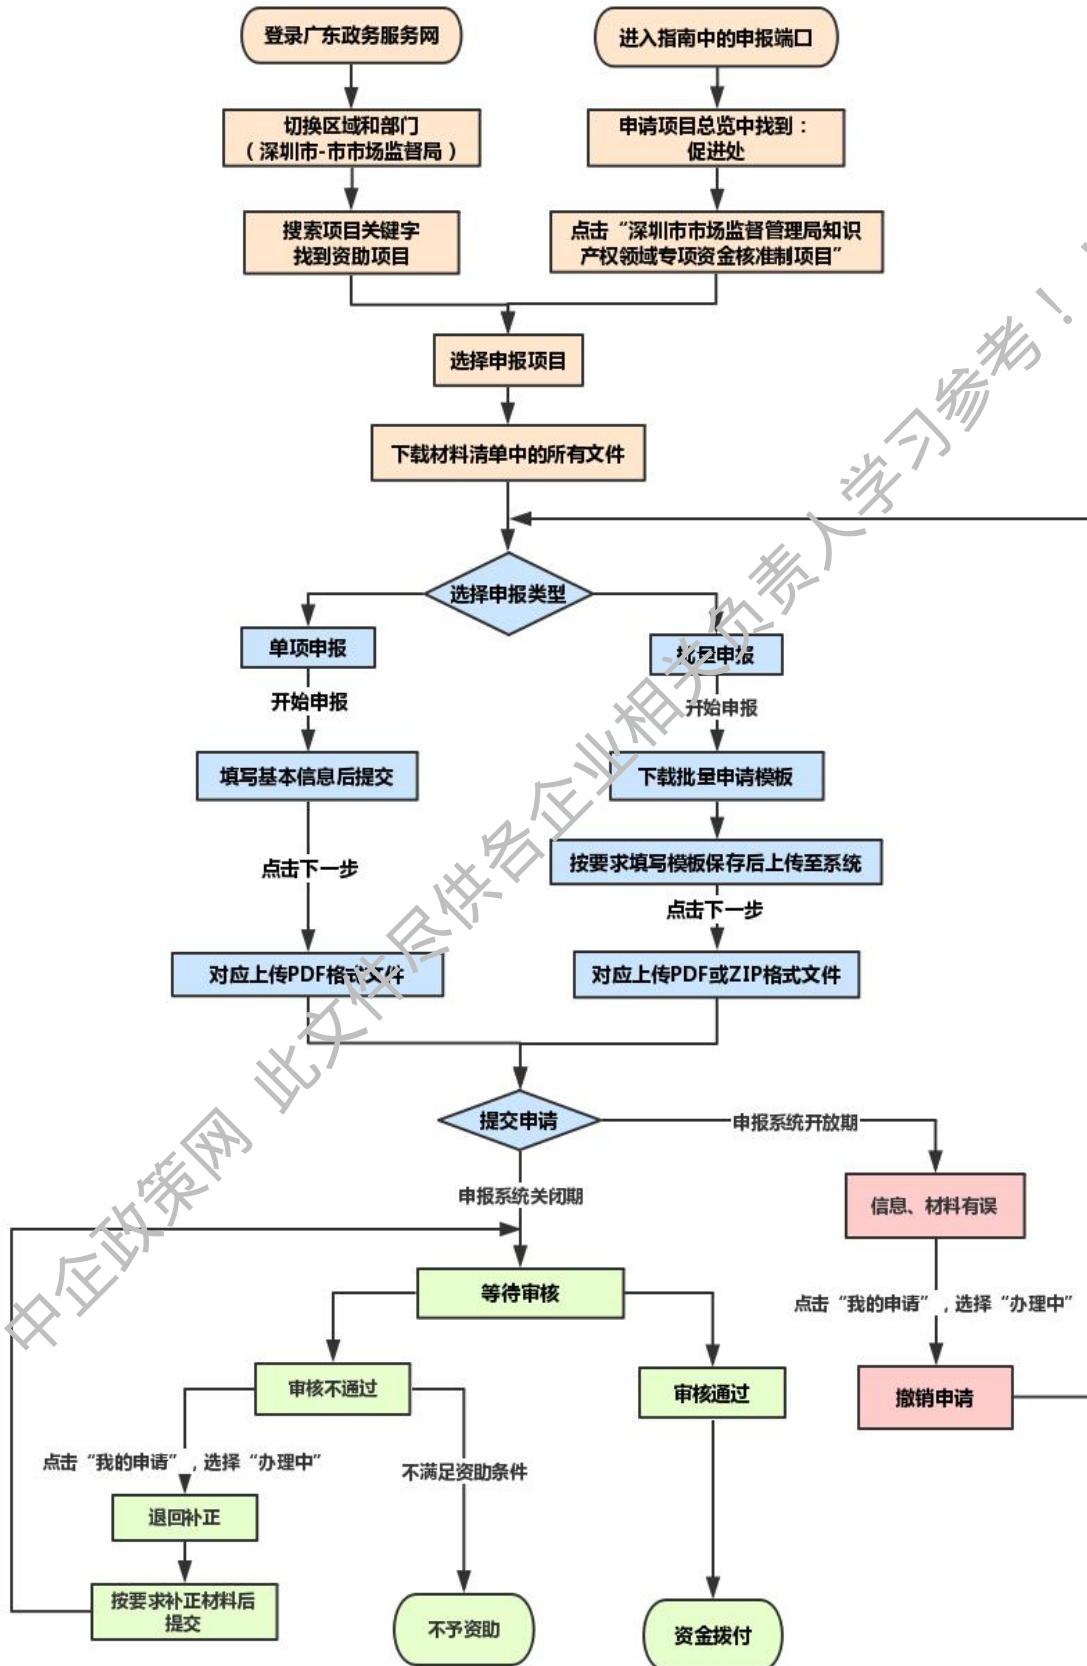 登录广东政务服务网
进入指南中的申报端口
切换区域和部门
（深圳市-市市场监督局）
申请项目总览中找到：
促进处
搜索项目关键字
找到资助项目
点击“深圳市市场监督管理局知识
产权领域专项资金核准制项目”
选择申报项目
下载材料清单中的所有文件
选择申报类型
单项申报
批量申报
开始申报
开始申报
填写基本信息后提交
下载批量申请模板
点击下一步
按要求填写模板保存后上传至系统
点击下一步
对应上传PDF格式文件
对应上传PDF或ZIP格式文件
提交申请
申报系统开放期
申报系统关闭期
信息、材料有误
等待审核
点击“我的申请”,选择“办理中”
审核不通过
审核通过
撤销申请
点击“我的申请”,选择“办理中”
不满足资助条件
退回补正
按要求补正材料后
提交
不予资助
资金拨付
中企政策网 此文件尽供各企业相关负责人学习参考！